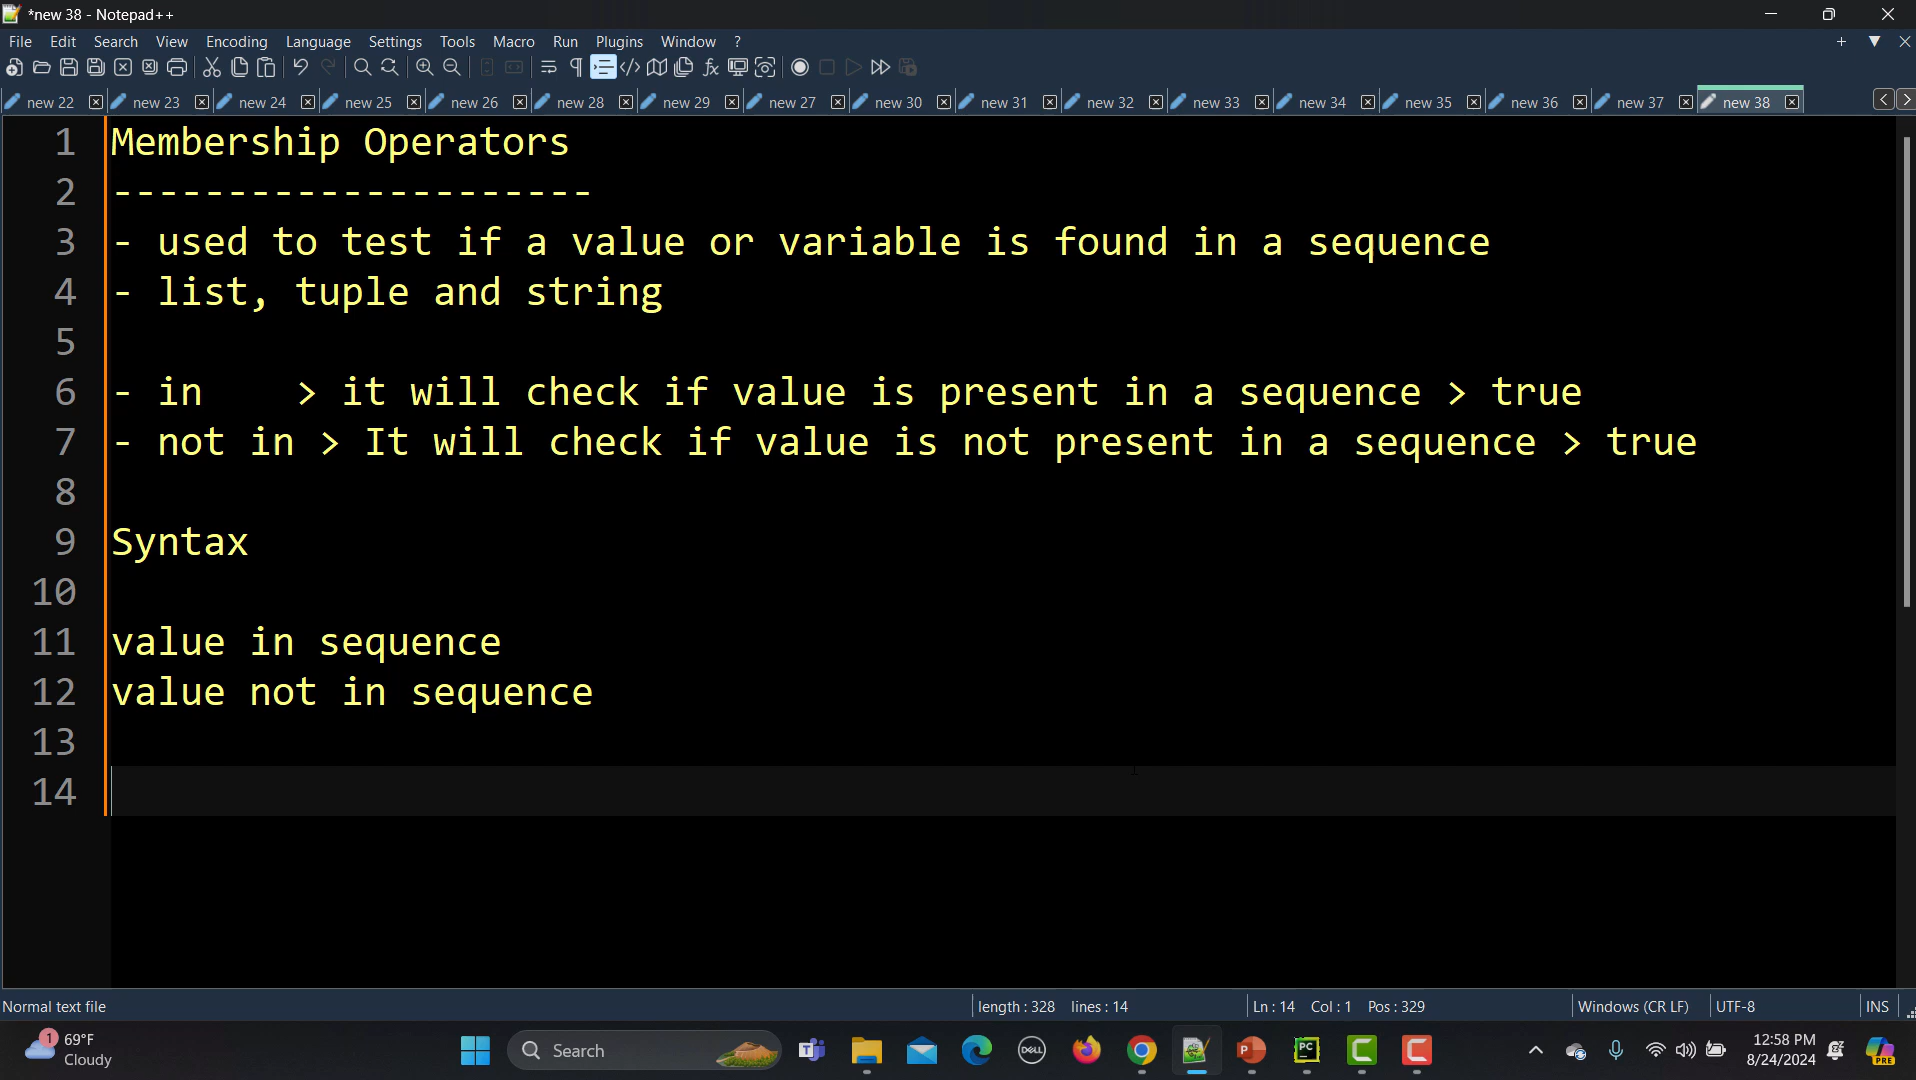 *new 38 - Notepad++
File Edit Search View Encoding Language Settings Tools Macro Run Plugins Window ?
new 22 new 23 new 24 new 25 new 26 new 28 new 29 new 27 new 30 new 31 new 32 new 33 new 34 new 35 new 36 new 37 new 38
1 Membership Operators
2 ---------------------
3 - used to test if a value or variable is found in a sequence
4 - list, tuple and string
5
6 - in    > it will check if value is present in a sequence > true
7 - not in > It will check if value is not present in a sequence > true
8
9 Syntax
10
11 value in sequence
12 value not in sequence
13
14
Normal text file length : 328 lines : 14 Ln : 14 Col : 1 Pos : 329 Windows (CR LF) UTF-8 INS
1 69°F
Cloudy
Search
DELL
PC
PRE
12:58 PM
8/24/2024